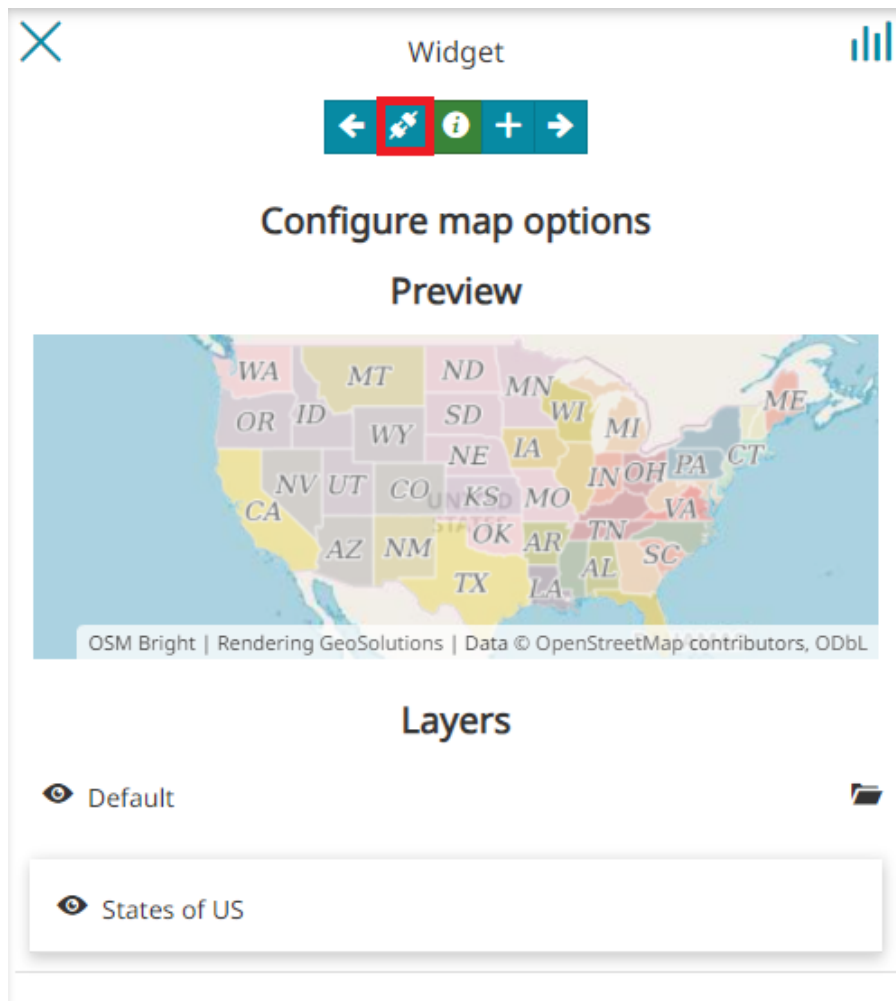 Widget
Configure map options
Preview
WA MT ND MN ME
OR ID WY SD WI MI
NE IA IN OH PA CT
NV UT CO KS MO VA
CA UNITED STATES
AZ NM OK AR TN SC
TX LA AL
OSM Bright | Rendering GeoSolutions | Data © OpenStreetMap contributors, ODbL
Layers
Default
States of US